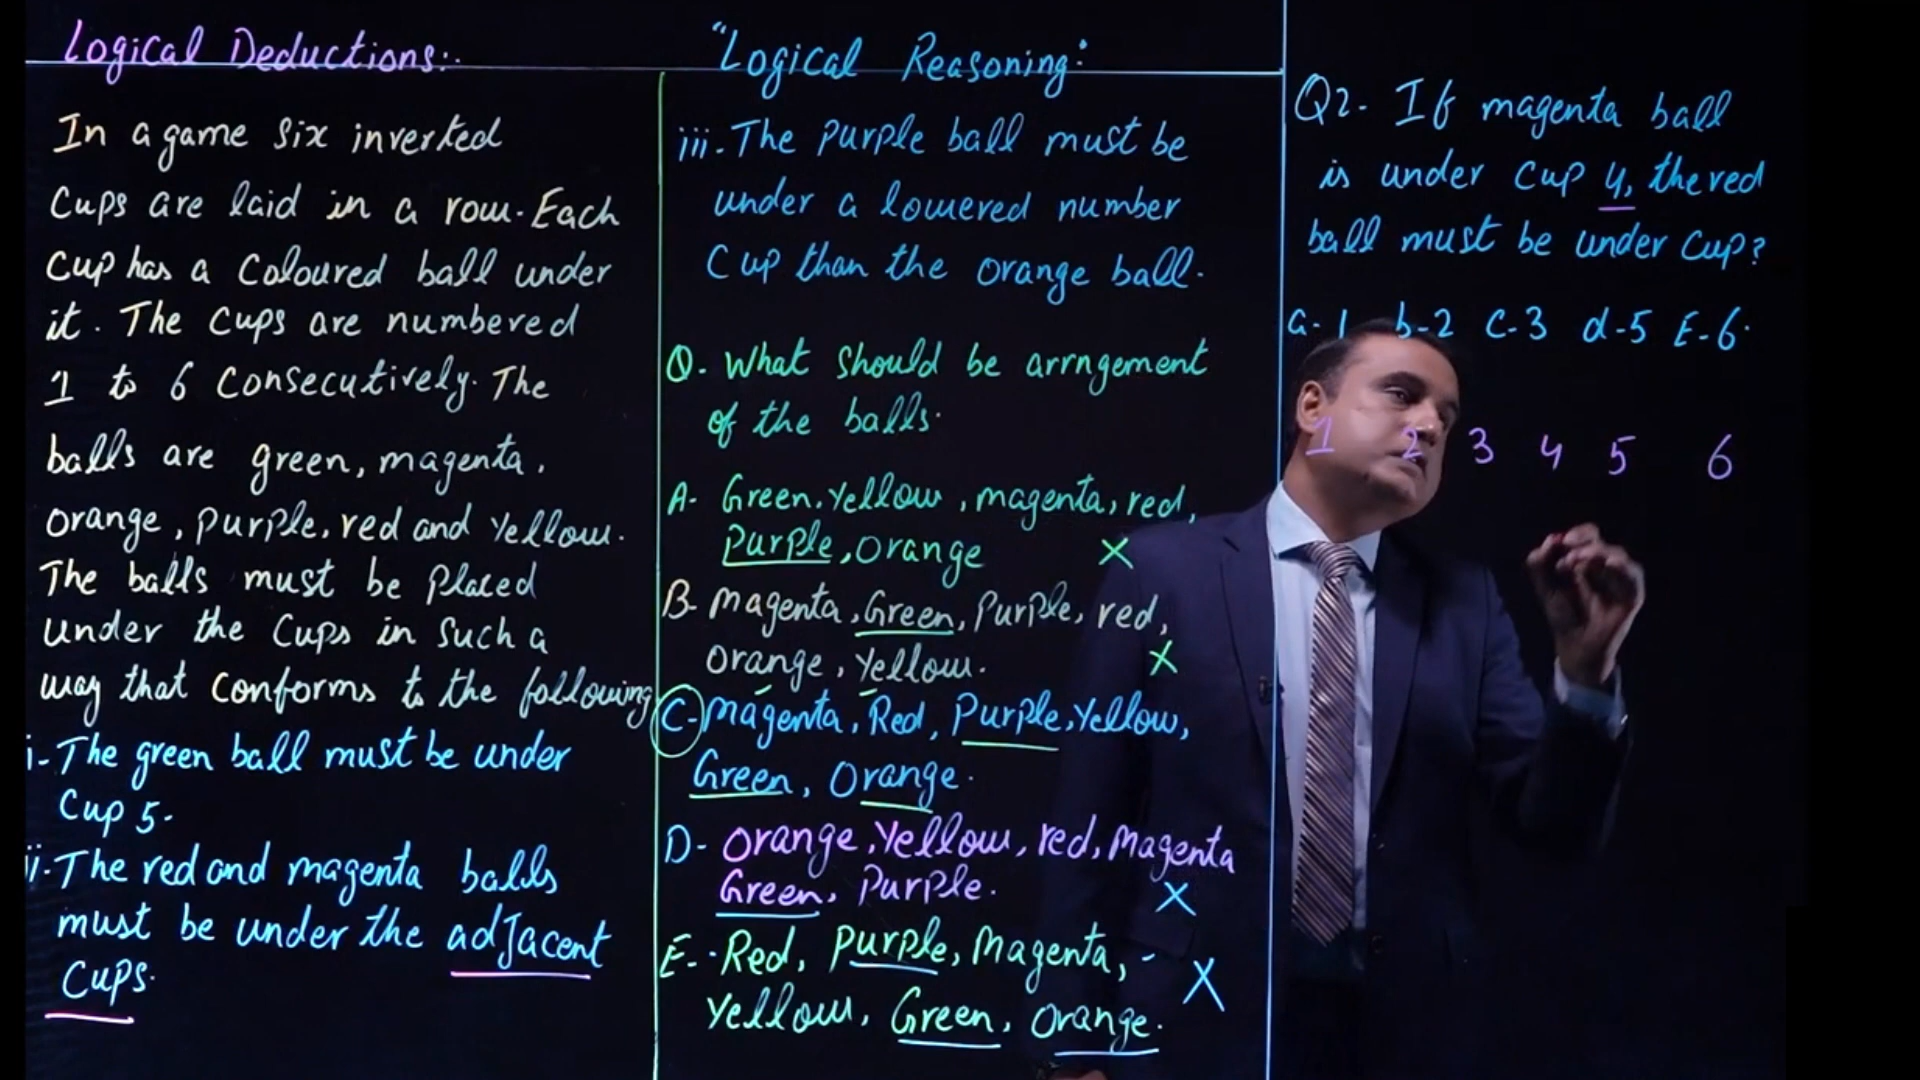 Logical Deductions:.
In a game six inverted
Cups are laid in a row. Each
Cup has a Coloured ball under
it. The Cups are numbered
1 to 6 Consecutively. The
balls are green, magenta,
orange, purple, red and yellow.
The balls must be placed
under the Cups in such a
way that conforms to the following
i- The green ball must be under
Cup 5.
ii- The red and magenta balls
must be under the adjacent
Cups.
"Logical Reasoning:
iii- The purple ball must be
under a lowered number
Cup than the orange ball.
Q. What should be arrngement
of the balls.
A- Green, yellow, magenta, red,
Purple, orange X
B- magenta, Green, Purple, red,
orange, yellow. X
C- magenta, Red, Purple, yellow,
Green, Orange.
D- Orange, yellow, red, Magenta
Green, Purple. X
E- Red, Purple, Magenta, -
Yellow, Green, orange. X
Q2- If magenta ball
is under Cup 4, the red
ball must be under Cup?
a-1 b-2 C-3 d-5 E-6.
1 2 3 4 5 6